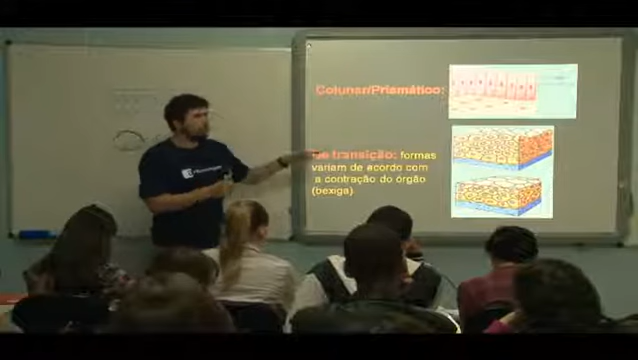 Colunar/Prismático:
De transição: formas
variam de acordo com
a contração do órgão
(bexiga)